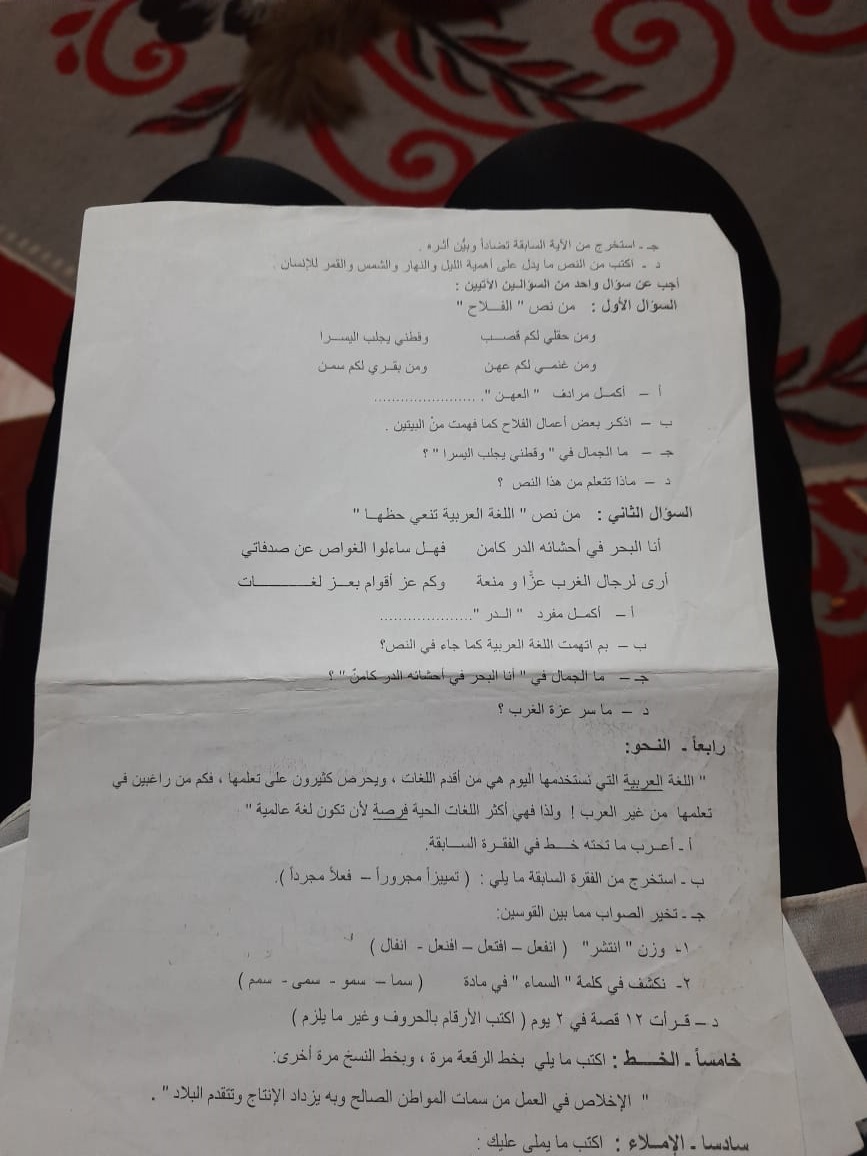 جـ - استخرج من الآية السابقة تضاداً وبيّن أثره .
د - اكتب من النص ما يدل على أهمية الليل والنهار والشمس والقمر للإنسان .
أجب عن سؤال واحد من السؤالين الآتيين :
السؤال الأول : من نص " الفلاح "
ومن حقلي لكم قصب وقطني يجلب اليسرا
ومن غنمي لكم عهن ومن بقري لكم سمن
أ – أكمل مرادف " العهن " ........................
ب – اذكر بعض أعمال الفلاح كما فهمت منْ البيتين .
جـ – ما الجمال في " وقطني يجلب اليسرا " ؟
د – ماذا تتعلم من هذا النص ؟
السؤال الثاني : من نص " اللغة العربية تنعي حظها "
أنا البحر في أحشائه الدر كامن فهل ساءلوا الغواص عن صدفاتي
أرى لرجال الغرب عزًّا و منعة وكم عز أقوام بعز لغات
أ – أكمل مفرد " الدر " .....................
ب – بم اتهمت اللغة العربية كما جاء في النص؟
جـ – ما الجمال في " أنا البحر في أحشائه الدر كامنٌ " ؟
د – ما سر عزة الغرب ؟
رابعاً - النحو:
" اللغة العربية التي نستخدمها اليوم هي من أقدم اللغات ، ويحرص كثيرون على تعلمها ، فكم من راغبين في
تعلمها من غير العرب ! ولذا فهي أكثر اللغات الحية فرصة لأن تكون لغة عالمية "
أ - أعرب ما تحته خط في الفقرة السابقة.
ب - استخرج من الفقرة السابقة ما يلي : ( تمييزاً مجروراً – فعلاً مجرداً ).
جـ - تخير الصواب مما بين القوسين:
١- وزن " انتشر " ( انفعل – افتعل – افنعل - انفال )
٢- نكشف في كلمة " السماء " في مادة ( سما – سمو - سمى - سمم )
د – قرأت ١٢ قصة في ٢ يوم ( اكتب الأرقام بالحروف وغير ما يلزم )
خامساً - الخط : اكتب ما يلي بخط الرقعة مرة ، وبخط النسخ مرة أخرى:
" الإخلاص في العمل من سمات المواطن الصالح وبه يزداد الإنتاج وتتقدم البلاد " .
سادسا - الإملاء : اكتب ما يملى عليك :